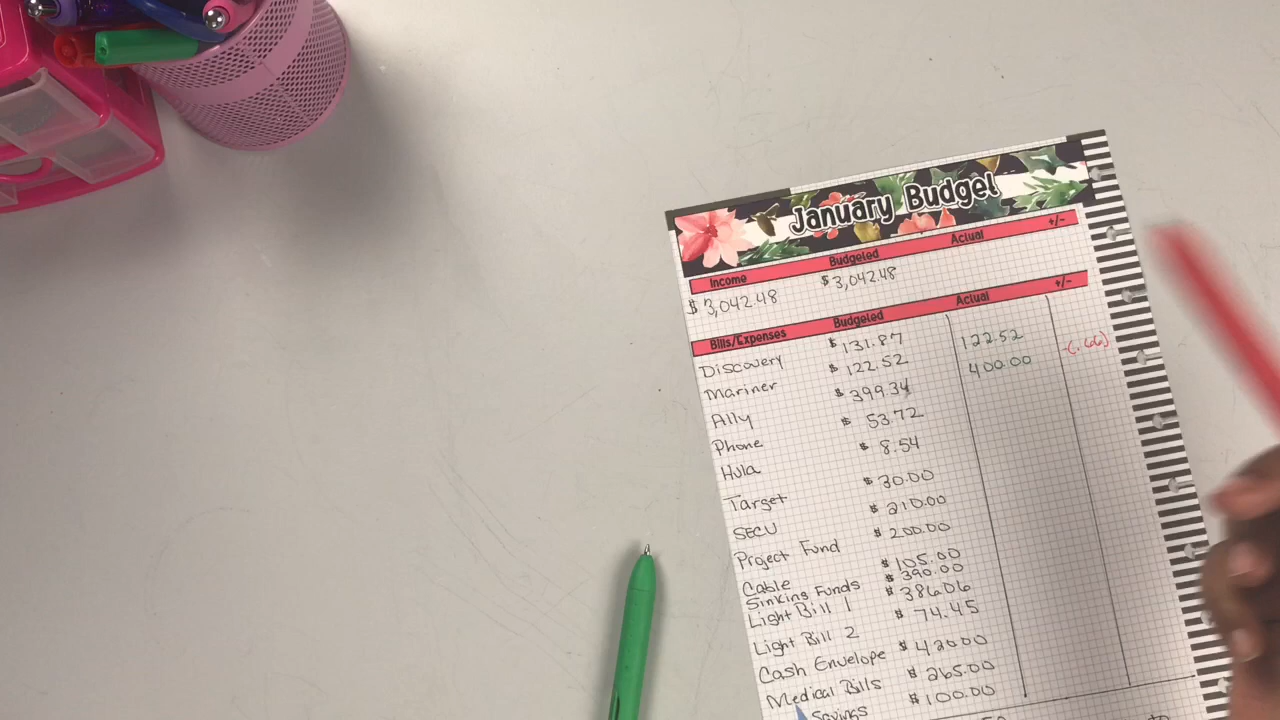 January Budget
Income Budgeted Actual +/-
$3,042.48 $3,042.48
Bills/Expenses Budgeted Actual +/-
Discovery $131.87
Mariner $122.52 122.52
Ally $399.34 400.00 -(.66)
Phone $53.72
Hula $8.54
Target $30.00
SECU $210.00
Project Fund $200.00
Cable $105.00
Sinking Funds $390.00
Light Bill 1 $386.06
Light Bill 2 $74.45
Cash Envelope $420.00
Medical Bills $265.00
Savings $100.00